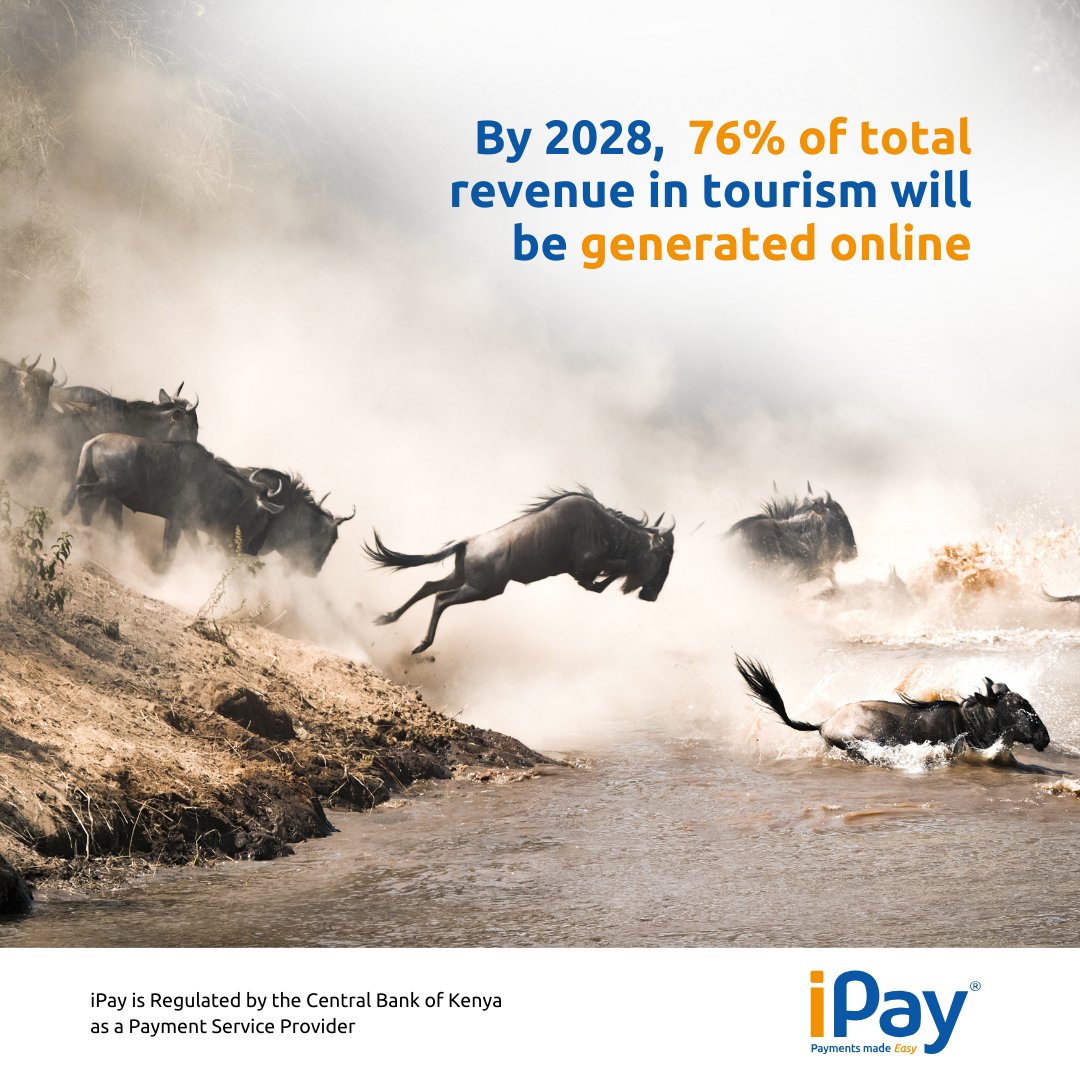 By 2028, 76% of total
revenue in tourism will
be generated online
iPay is Regulated by the Central Bank of Kenya
as a Payment Service Provider
iPay®
Payments made Easy